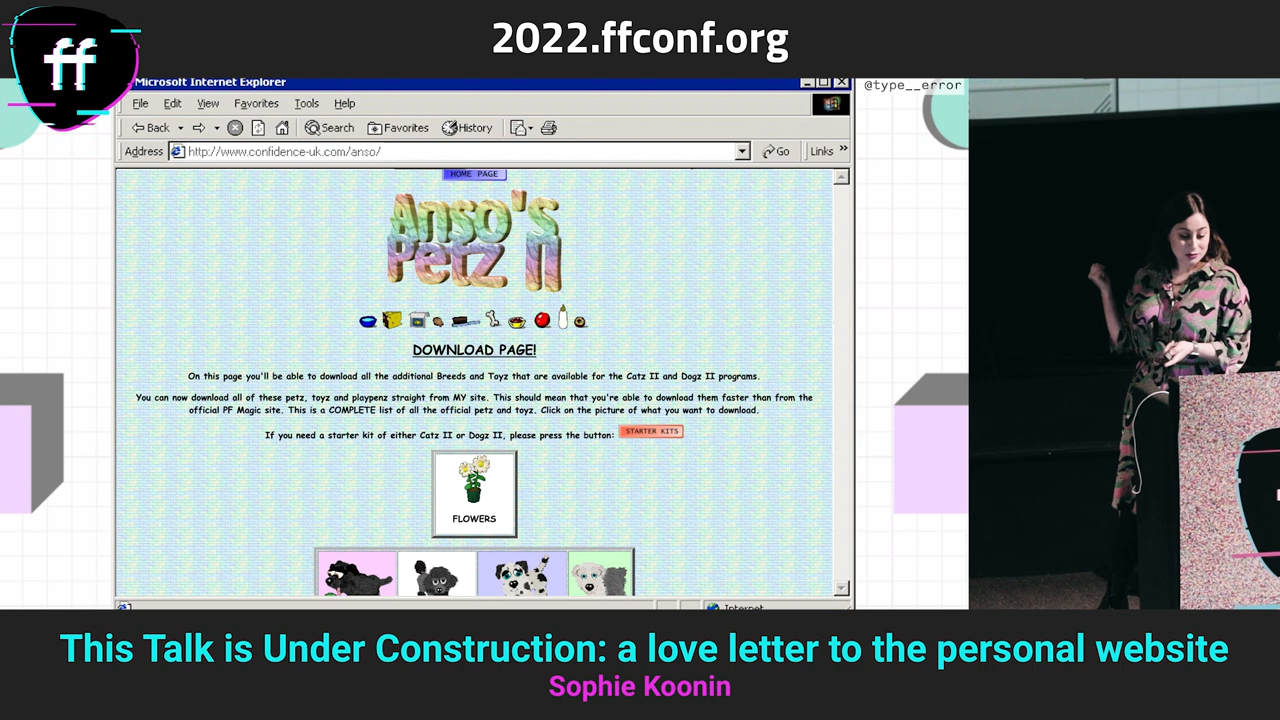 2022.ffconf.org
ff
Microsoft Internet Explorer
@type__error
File Edit View Favorites Tools Help
Back Search Favorites History
Address http://www.confidence-uk.com/anso/ Go Links »
HOME PAGE
Anso's
Petz II
DOWNLOAD PAGE!
On this page you'll be able to download all the additional Breeds and Toyz that are available for the Catz II and Dogz II programs.
You can now download all of these petz, toyz and playpenz straight from MY site. This should mean that you're able to download them faster than from the
official PF Magic site. This is a COMPLETE list of all the official petz and toyz. Click on the picture of what you want to download.
If you need a starter kit of either Catz II or Dogz II, please press the button: STARTER KITS
FLOWERS
Internet
This Talk is Under Construction: a love letter to the personal website
Sophie Koonin